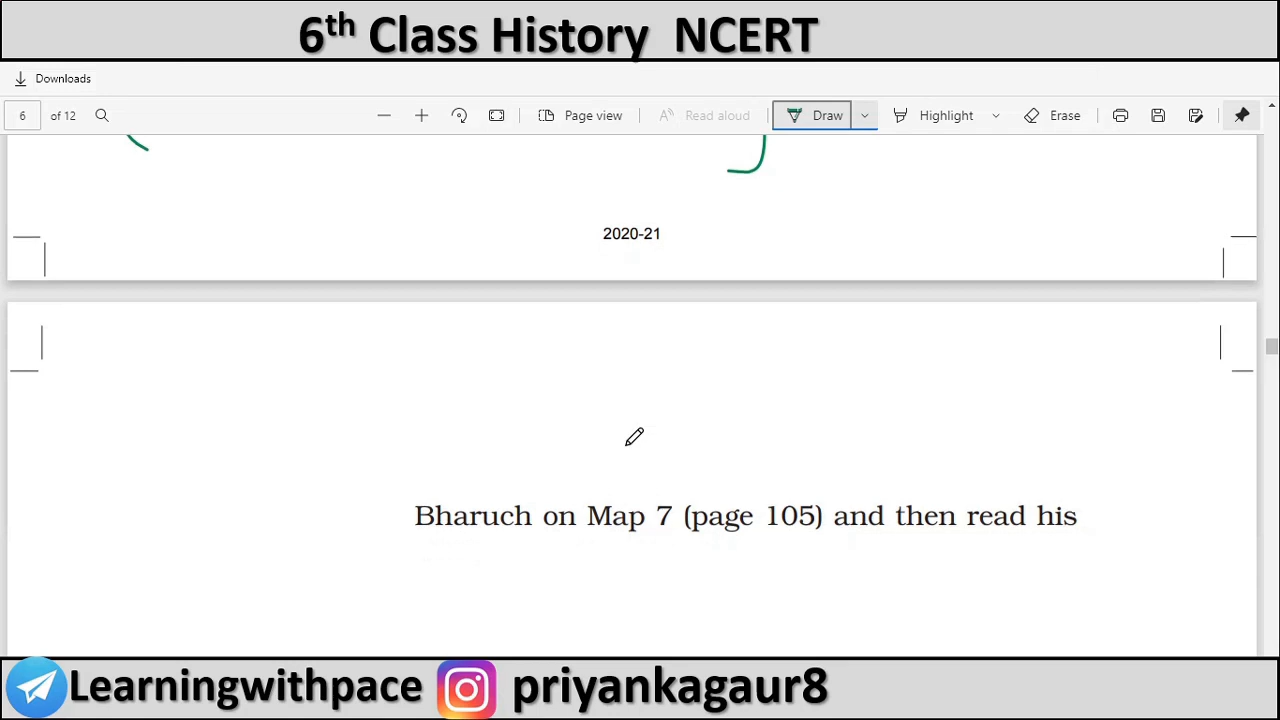 6th Class History NCERT
Downloads
6 of 12 Page view Read aloud Draw Highlight Erase
2020-21
Bharuch on Map 7 (page 105) and then read his
Learningwithpace priyankagaur8